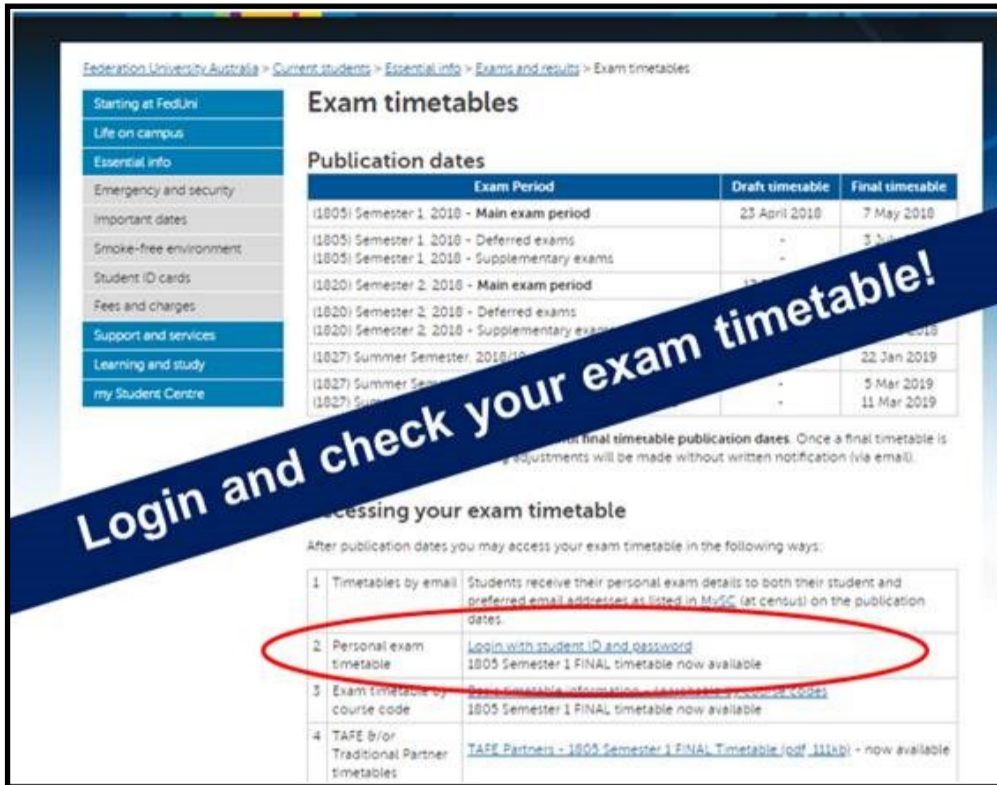 Federation University Australia > Current students > Essential info > Exams and results > Exam timetables
Starting at FedUni
Life on campus
Essential info
Emergency and security
Important dates
Smoke-free environment
Student ID cards
Fees and charges
Support and services
Learning and study
my Student Centre
Exam timetables
Publication dates
Exam Period Draft timetable Final timetable
(1805) Semester 1, 2018 - Main exam period 23 April 2018 7 May 2018
(1805) Semester 1, 2018 - Deferred exams -
(1805) Semester 1, 2018 - Supplementary exams -
(1820) Semester 2, 2018 - Main exam period
(1820) Semester 2, 2018 - Deferred exams
(1820) Semester 2, 2018 - Supplementary 2018
(1827) Summer Semester, 22 Jan 2019
(1827) Summer - 5 Mar 2019
(1827) - 11 Mar 2019
Login and check your exam timetable!
final timetable publication dates. Once a final timetable is
adjustments will be made without written notification (via email).
your exam timetable
After publication dates you may access your exam timetable in the following ways:
1 Timetables by email Students receive their personal exam details to both their student and
preferred email addresses as listed in MySC (at census) on the publication
dates.
2 Personal exam Login with student ID and password
timetable 1805 Semester 1 FINAL timetable now available
3 Exam timetable by Basic timetable information - searchable by course codes
course code 1805 Semester 1 FINAL timetable now available
4 TAFE &/or
Traditional Partner TAFE Partners - 1805 Semester 1 FINAL Timetable (pdf, 111kb) - now available
timetables